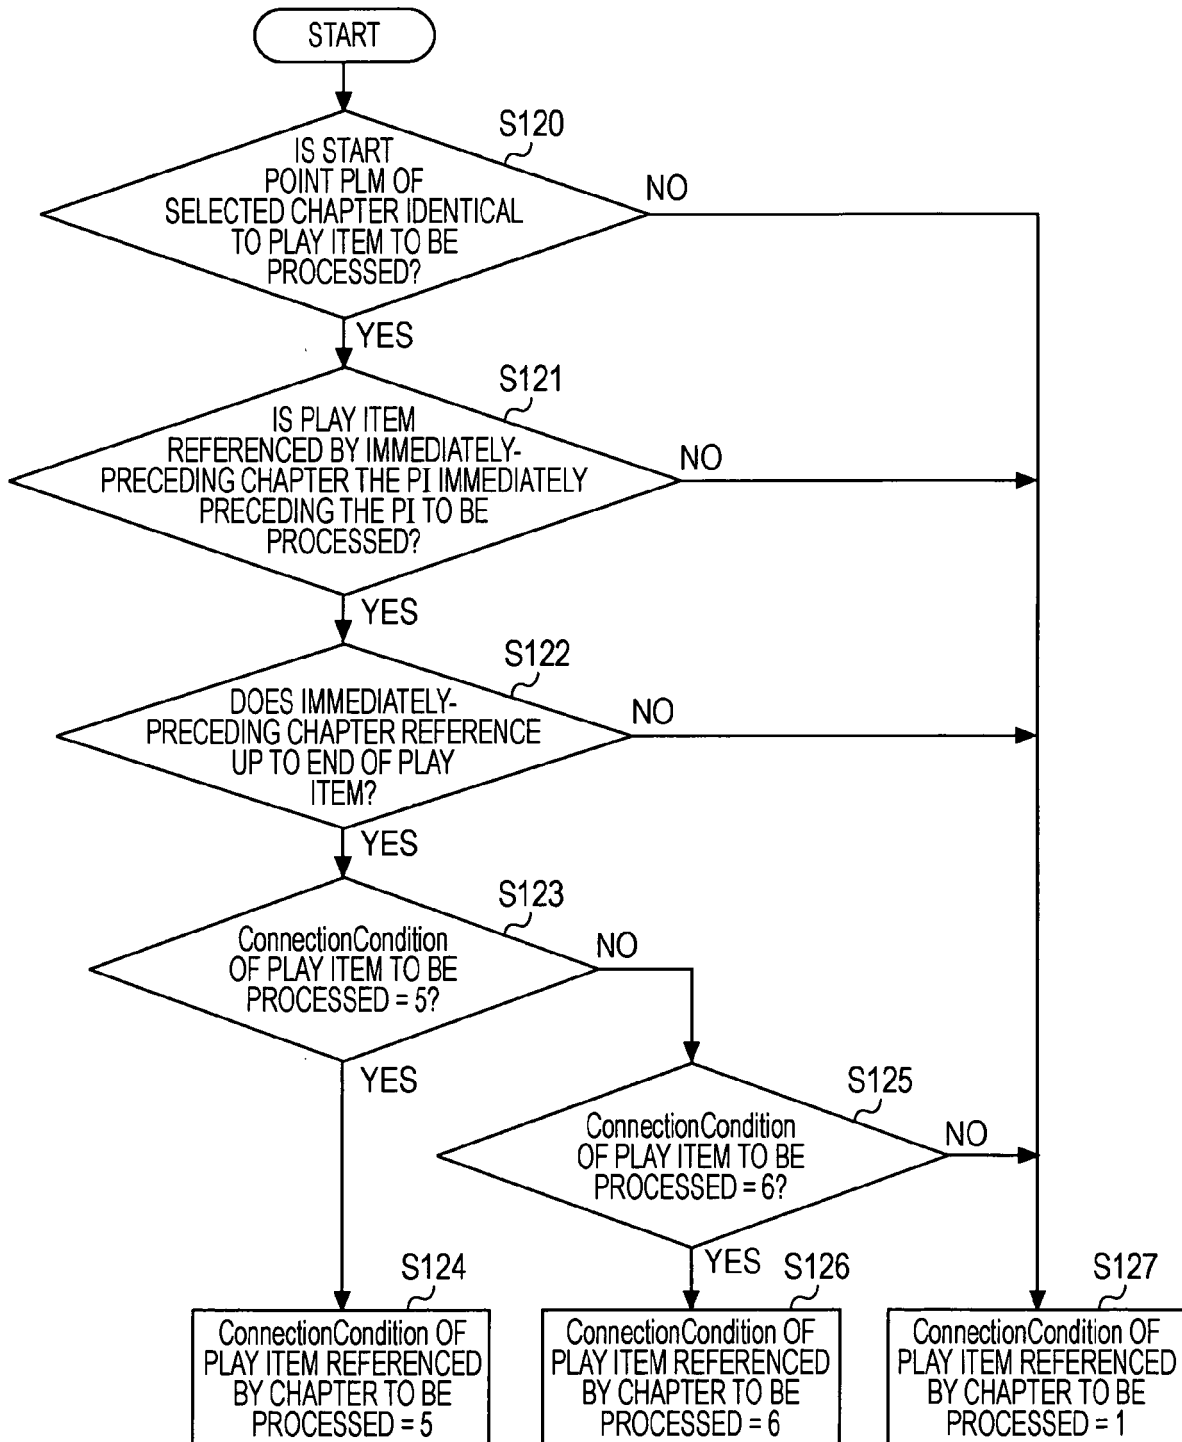 START
S120
IS START
POINT PLM OF
SELECTED CHAPTER IDENTICAL
TO PLAY ITEM TO BE
PROCESSED?
NO
YES
S121
IS PLAY ITEM
REFERENCED BY IMMEDIATELY-
PRECEDING CHAPTER THE PI IMMEDIATELY
PRECEDING THE PI TO BE
PROCESSED?
NO
YES
S122
DOES IMMEDIATELY-
PRECEDING CHAPTER REFERENCE
UP TO END OF PLAY
ITEM?
NO
YES
S123
ConnectionCondition
OF PLAY ITEM TO BE
PROCESSED = 5?
NO
YES
S125
ConnectionCondition
OF PLAY ITEM TO BE
PROCESSED = 6?
NO
YES
S124
ConnectionCondition OF
PLAY ITEM REFERENCED
BY CHAPTER TO BE
PROCESSED = 5
S126
ConnectionCondition OF
PLAY ITEM REFERENCED
BY CHAPTER TO BE
PROCESSED = 6
S127
ConnectionCondition OF
PLAY ITEM REFERENCED
BY CHAPTER TO BE
PROCESSED = 1